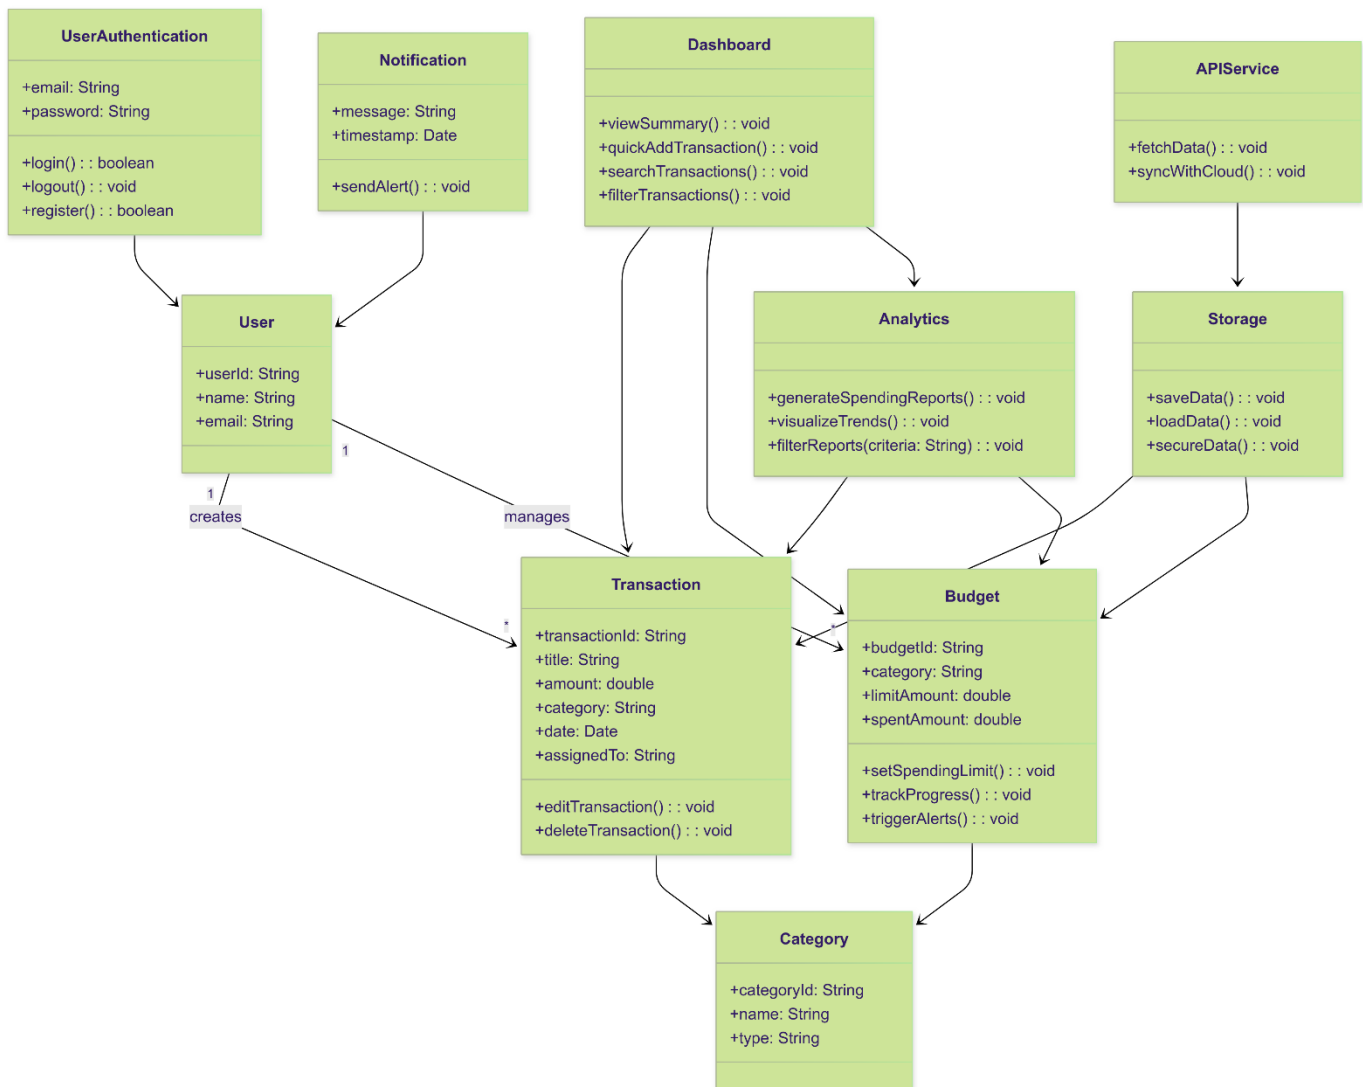 UserAuthentication
+email: String
+password: String
+login() : : boolean
+logout() : : void
+register() : : boolean
Notification
+message: String
+timestamp: Date
+sendAlert() : : void
Dashboard
+viewSummary() : : void
+quickAddTransaction() : : void
+searchTransactions() : : void
+filterTransactions() : : void
APIService
+fetchData() : : void
+syncWithCloud() : : void
User
+userId: String
+name: String
+email: String
Analytics
+generateSpendingReports() : : void
+visualizeTrends() : : void
+filterReports(criteria: String) : : void
Storage
+saveData() : : void
+loadData() : : void
+secureData() : : void
1
1
creates
manages
*
*
Transaction
+transactionId: String
+title: String
+amount: double
+category: String
+date: Date
+assignedTo: String
+editTransaction() : : void
+deleteTransaction() : : void
Budget
+budgetId: String
+category: String
+limitAmount: double
+spentAmount: double
+setSpendingLimit() : : void
+trackProgress() : : void
+triggerAlerts() : : void
Category
+categoryId: String
+name: String
+type: String